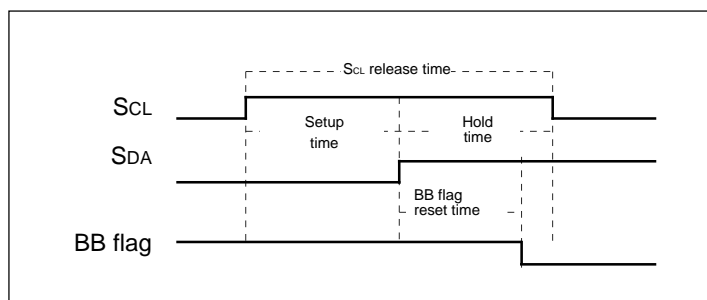 SCL release time
SCL
Setup
time
Hold
time
SDA
BB flag
reset time
BB flag